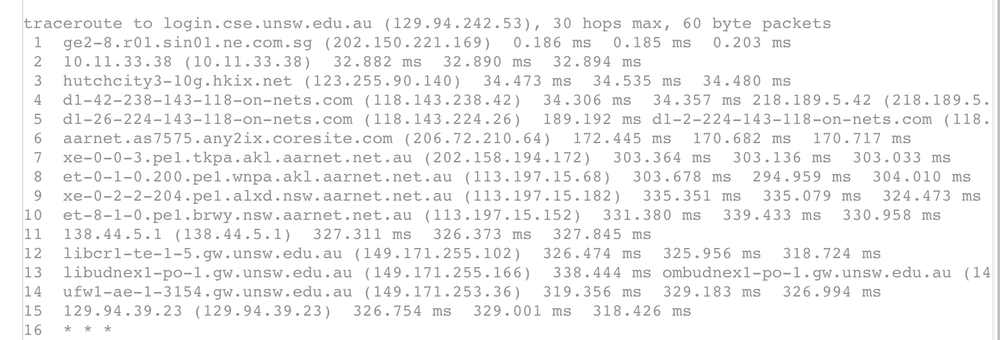 traceroute to login.cse.unsw.edu.au (129.94.242.53), 30 hops max, 60 byte packets
1 ge2-8.r01.sin01.ne.com.sg (202.150.221.169) 0.186 ms 0.185 ms 0.203 ms
2 10.11.33.38 (10.11.33.38) 32.882 ms 32.890 ms 32.894 ms
3 hutchcity3-10g.hkix.net (123.255.90.140) 34.473 ms 34.535 ms 34.480 ms
4 d1-42-238-143-118-on-nets.com (118.143.238.42) 34.306 ms 34.357 ms 218.189.5.42 (218.189.5.
5 d1-26-224-143-118-on-nets.com (118.143.224.26) 189.192 ms d1-2-224-143-118-on-nets.com (118.
6 aarnet.as7575.any2ix.coresite.com (206.72.210.64) 172.445 ms 170.682 ms 170.717 ms
7 xe-0-0-3.pe1.tkpa.akl.aarnet.net.au (202.158.194.172) 303.364 ms 303.136 ms 303.033 ms
8 et-0-1-0.200.pe1.wnpa.akl.aarnet.net.au (113.197.15.68) 303.678 ms 294.959 ms 304.010 ms
9 xe-0-2-2-204.pe1.alxd.nsw.aarnet.net.au (113.197.15.182) 335.351 ms 335.079 ms 324.473 ms
10 et-8-1-0.pe1.brwy.nsw.aarnet.net.au (113.197.15.152) 331.380 ms 339.433 ms 330.958 ms
11 138.44.5.1 (138.44.5.1) 327.311 ms 326.373 ms 327.845 ms
12 libcr1-te-1-5.gw.unsw.edu.au (149.171.255.102) 326.474 ms 325.956 ms 318.724 ms
13 libudnex1-po-1.gw.unsw.edu.au (149.171.255.166) 338.444 ms ombudnex1-po-1.gw.unsw.edu.au (14
14 ufw1-ae-1-3154.gw.unsw.edu.au (149.171.253.36) 319.356 ms 329.183 ms 326.994 ms
15 129.94.39.23 (129.94.39.23) 326.754 ms 329.001 ms 318.426 ms
16 * * *